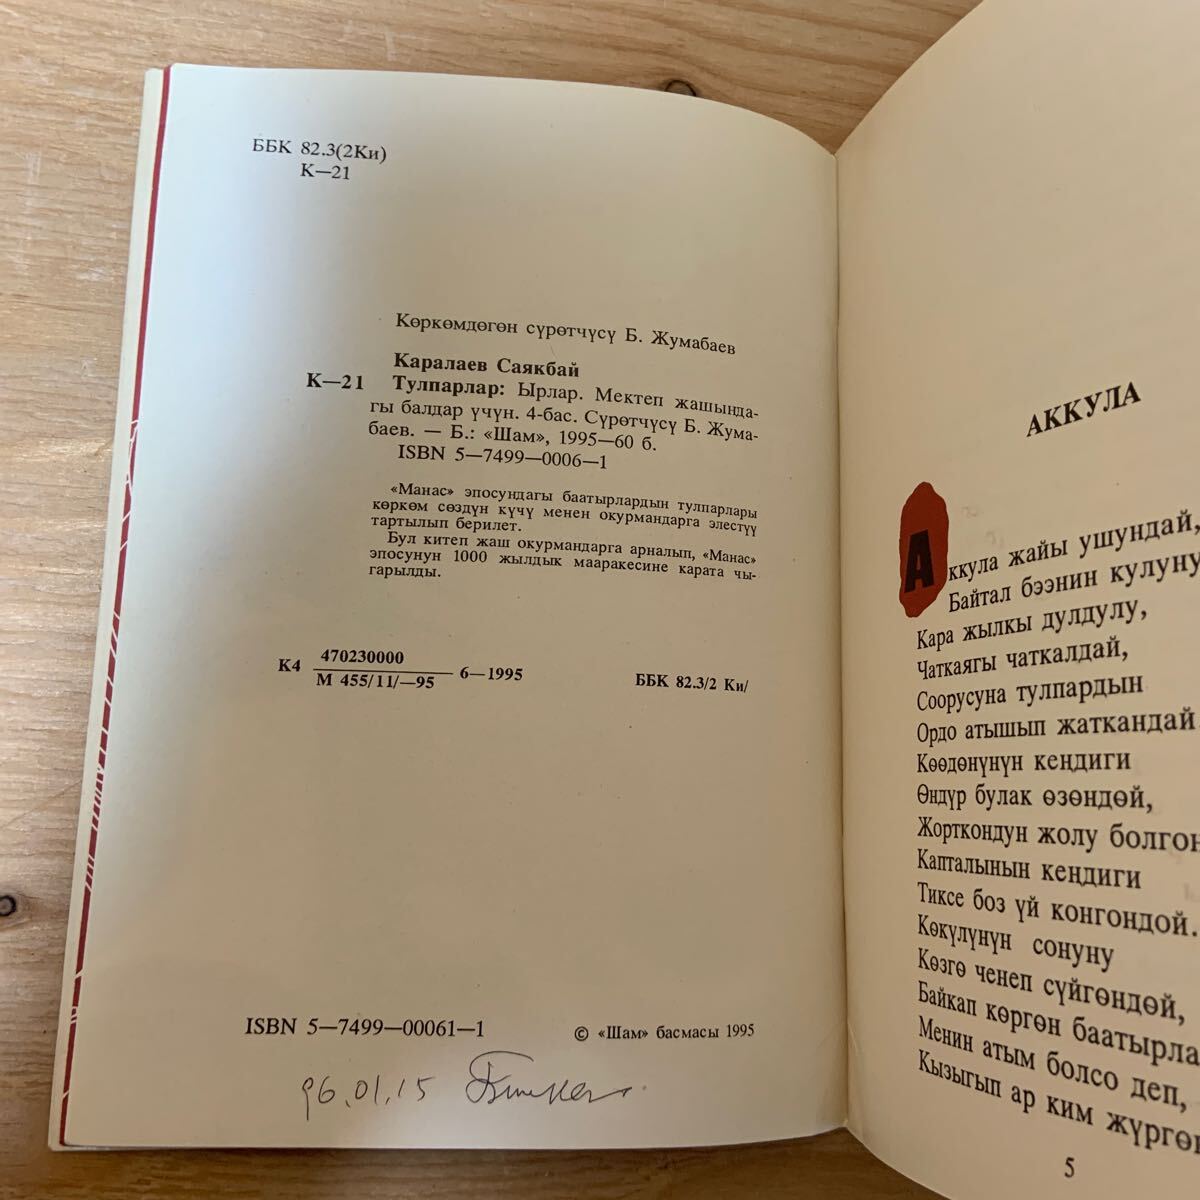 ББК 82.3(2Ки)
К—21
Көркөмдөгөн сүрөтчүсү Б. Жумабаев
Каралаев Саякбай
К—21 Тулпарлар: Ырлар. Мектеп жашында-
гы балдар үчүн. 4-бас. Сүрөтчүсү Б. Жума-
баев. — Б.: «Шам», 1995—60 б.
ISBN 5—7499—0006—1
«Манас» эпосундагы баатырлардын тулпарлары
көркөм сөздүн күчү менен окурмандарга элестүү
тартылып берилет.
Бул китеп жаш окурмандарга арналып, «Манас»
эпосунун 1000 жылдык мааракесине карата чы-
гарылды.
К4 470230000
М 455/11/—95 6—1995 ББК 82.3/2 Ки/
ISBN 5—7499—00061—1 © «Шам» басмасы 1995
96.01.15
АККУЛА
Аккула жайы ушундай,
Байтал бээнин кулуну
Кара жылкы дулдулу,
Чаткаягы чаткалдай,
Соорусуна тулпардын
Ордо атышып жаткандай
Көөдөнүнүн кеңдиги
Өндүр булак өзөндөй,
Жорткондун жолу болгон
Капталынын кеңдиги
Тиксе боз үй конгондой.
Көкүлүнүн сонуну
Көзгө ченеп сүйгөндөй,
Байкап көргөн баатырла
Менин атым болсо деп,
Кызыгып ар ким жүргөн
5